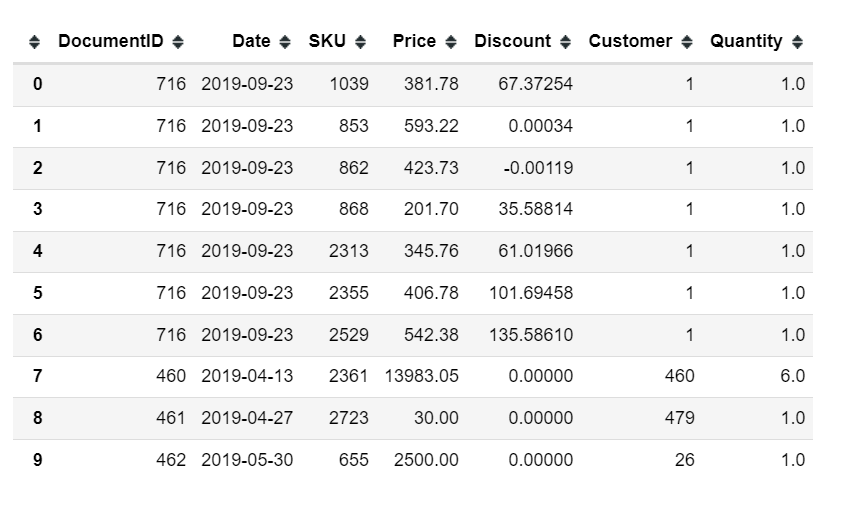 DocumentID Date SKU Price Discount Customer Quantity
0 716 2019-09-23 1039 381.78 67.37254 1 1.0
1 716 2019-09-23 853 593.22 0.00034 1 1.0
2 716 2019-09-23 862 423.73 -0.00119 1 1.0
3 716 2019-09-23 868 201.70 35.58814 1 1.0
4 716 2019-09-23 2313 345.76 61.01966 1 1.0
5 716 2019-09-23 2355 406.78 101.69458 1 1.0
6 716 2019-09-23 2529 542.38 135.58610 1 1.0
7 460 2019-04-13 2361 13983.05 0.00000 460 6.0
8 461 2019-04-27 2723 30.00 0.00000 479 1.0
9 462 2019-05-30 655 2500.00 0.00000 26 1.0